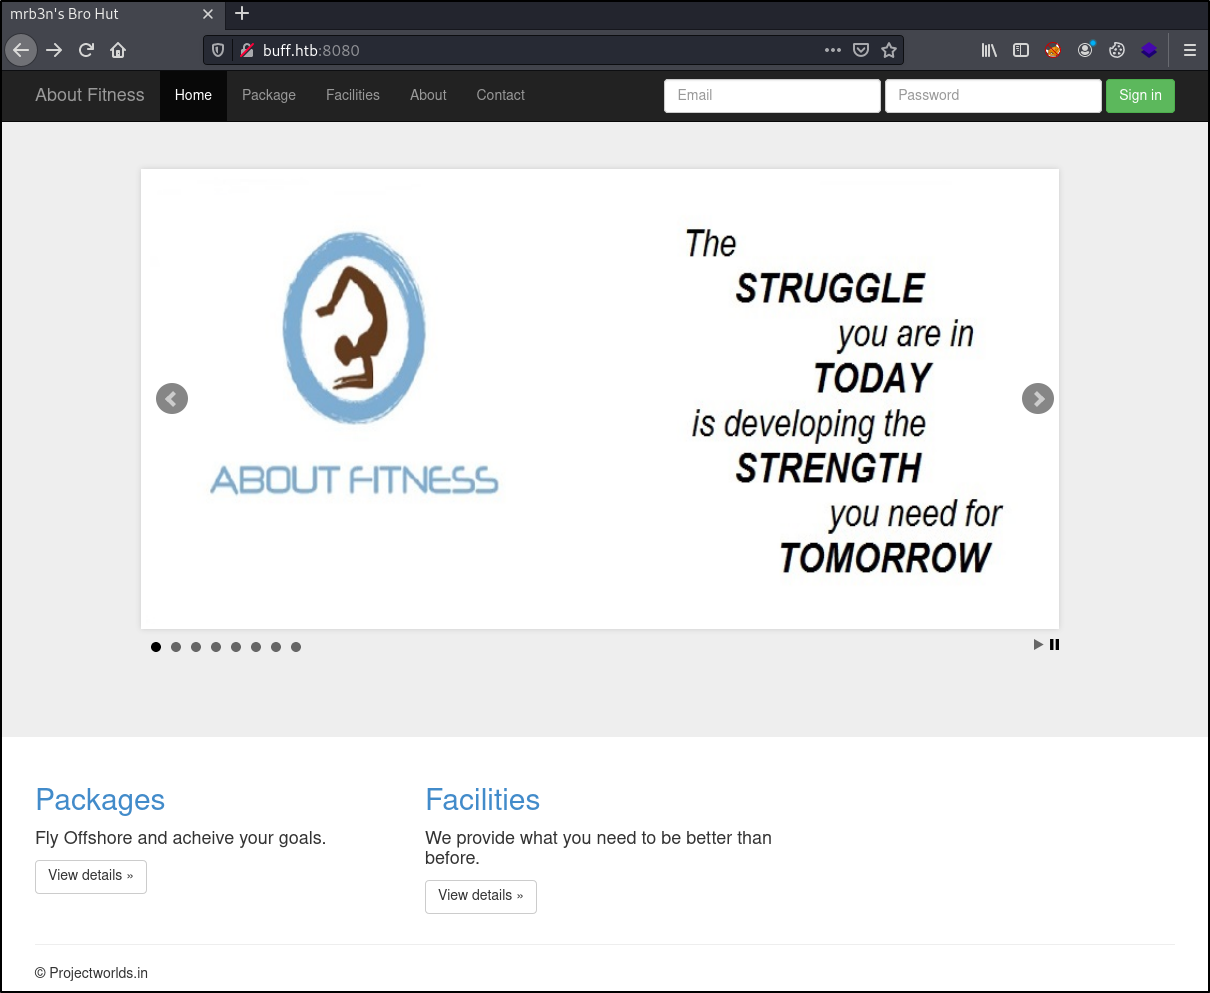 mrb3n's Bro Hut
buff.htb:8080
About Fitness Home Package Facilities About Contact Email Password Sign in
ABOUT FITNESS
The
STRUGGLE
you are in
TODAY
is developing the
STRENGTH
you need for
TOMORROW
Packages
Fly Offshore and acheive your goals.
View details »
Facilities
We provide what you need to be better than
before.
View details »
© Projectworlds.in